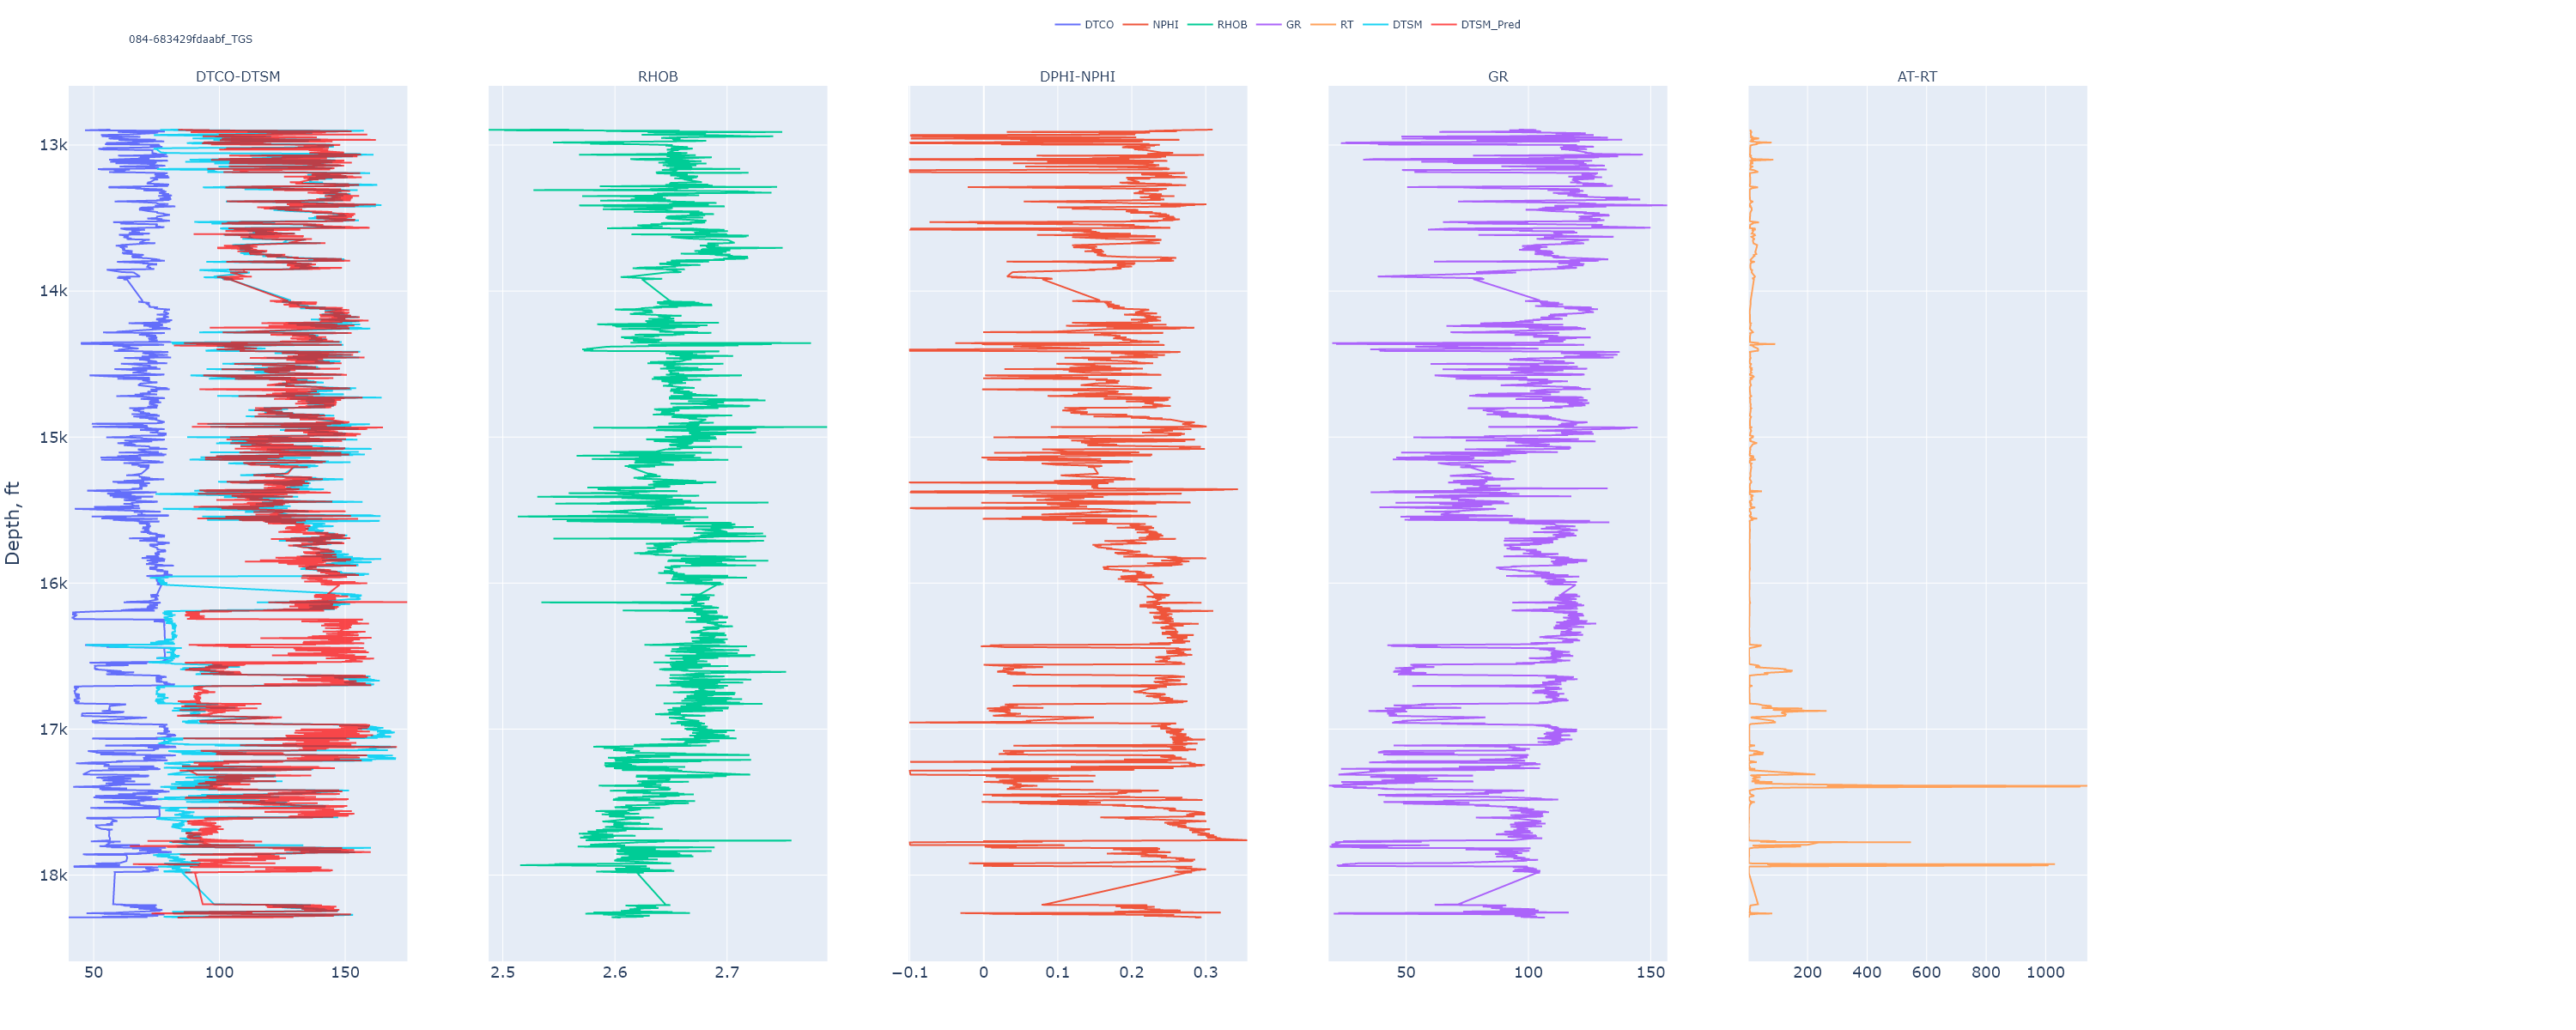 DTCO NPHI RHOB GR RT DTSM DTSM_Pred
084-683429fdaabf_TGS
DTCO-DTSM RHOB DPHI-NPHI GR AT-RT
13k
14k
15k
16k
17k
18k
Depth, ft
50 100 150 2.5 2.6 2.7 −0.1 0 0.1 0.2 0.3 50 100 150 200 400 600 800 1000